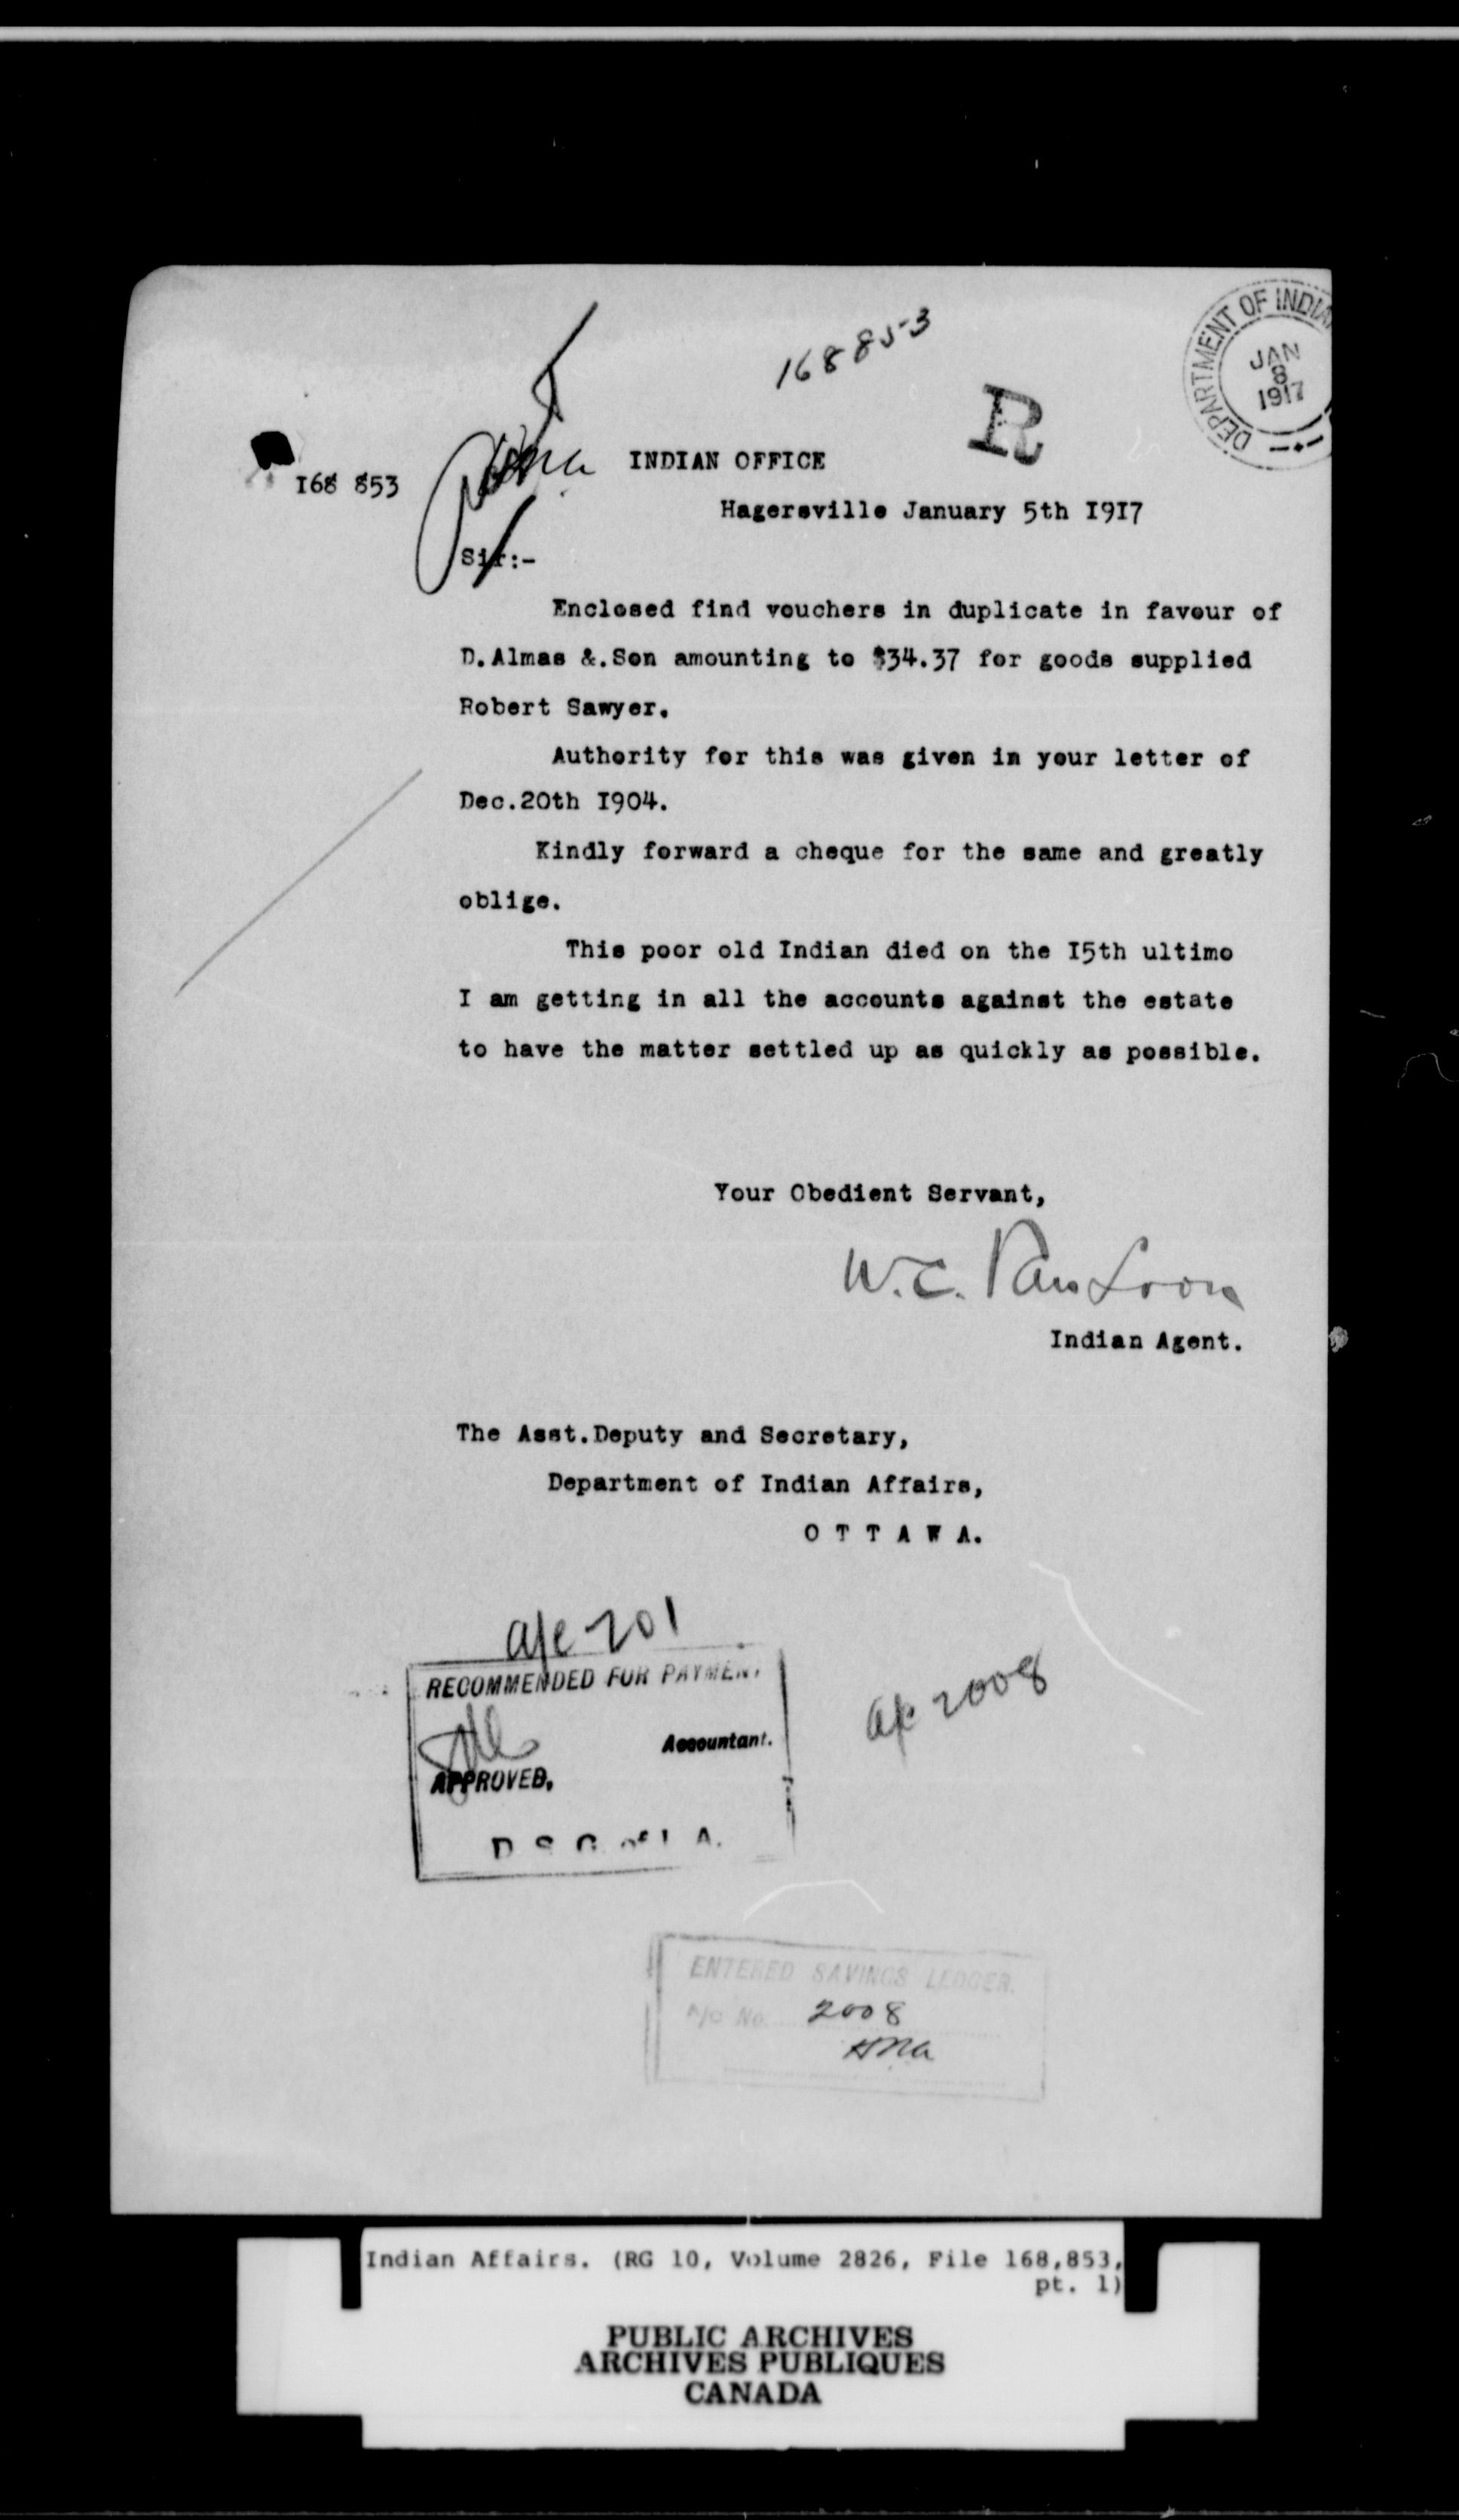 168853
DEPARTMENT OF INDIA
JAN
8
1917
R
INDIAN OFFICE
168 853
Hagersville January 5th 1917
Sir:-
Enclosed find vouchers in duplicate in favour of
D.Almas &.Son amounting to $34.37 for goods supplied
Robert Sawyer.
Authority for this was given in your letter of
Dec.20th 1904.
Kindly forward a cheque for the same and greatly
oblige.
This poor old Indian died on the 15th ultimo
I am getting in all the accounts against the estate
to have the matter settled up as quickly as possible.
Your Obedient Servant,
W.C. Van Loon
Indian Agent.
The Asst.Deputy and Secretary,
Department of Indian Affairs,
O T T A W A.
a/c 201
RECOMMENDED FOR PAYMENT
Accountant.
APPROVED,
D S G of I A.
a/c 2008
ENTERED SAVINGS LEDGER.
A/c No. 2008
Indian Affairs. (RG 10, Volume 2826, File 168,853,
pt. 1)
PUBLIC ARCHIVES
ARCHIVES PUBLIQUES
CANADA